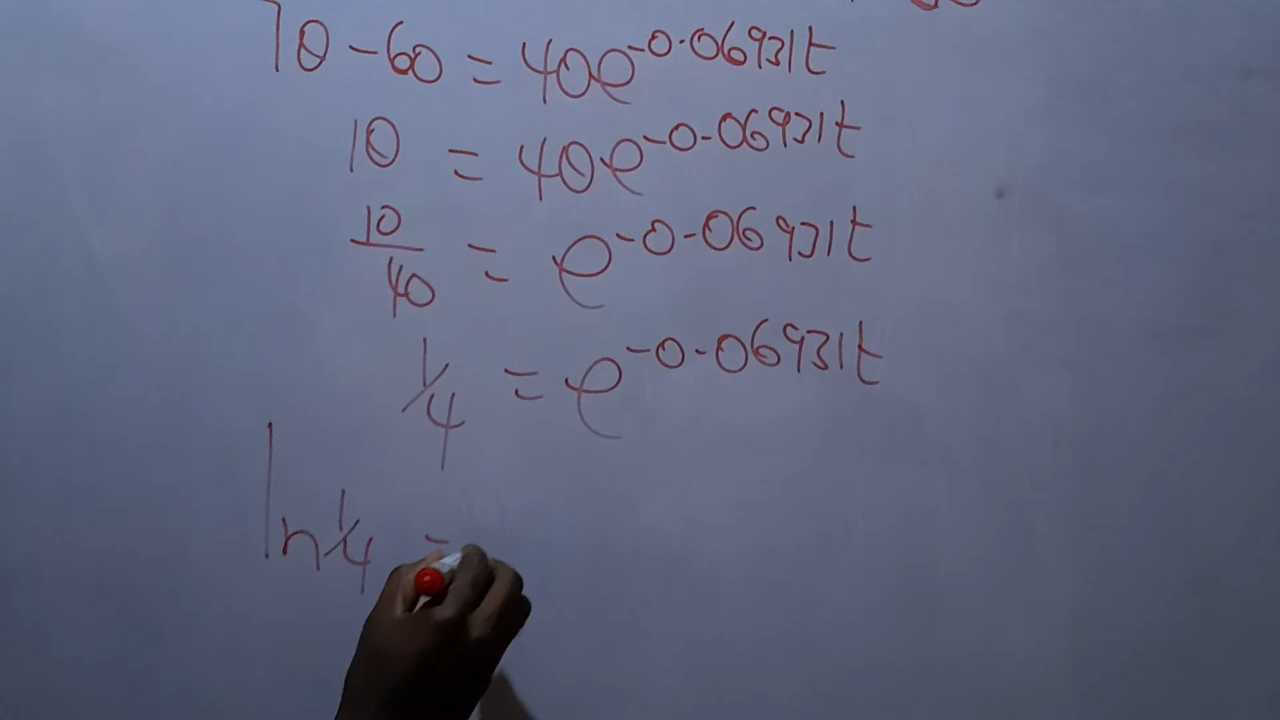 70 - 60 = 40e^-0.06931t
10 = 40e^-0.06931t
10/40 = e^-0.06931t
1/4 = e^-0.06931t
ln 1/4 =